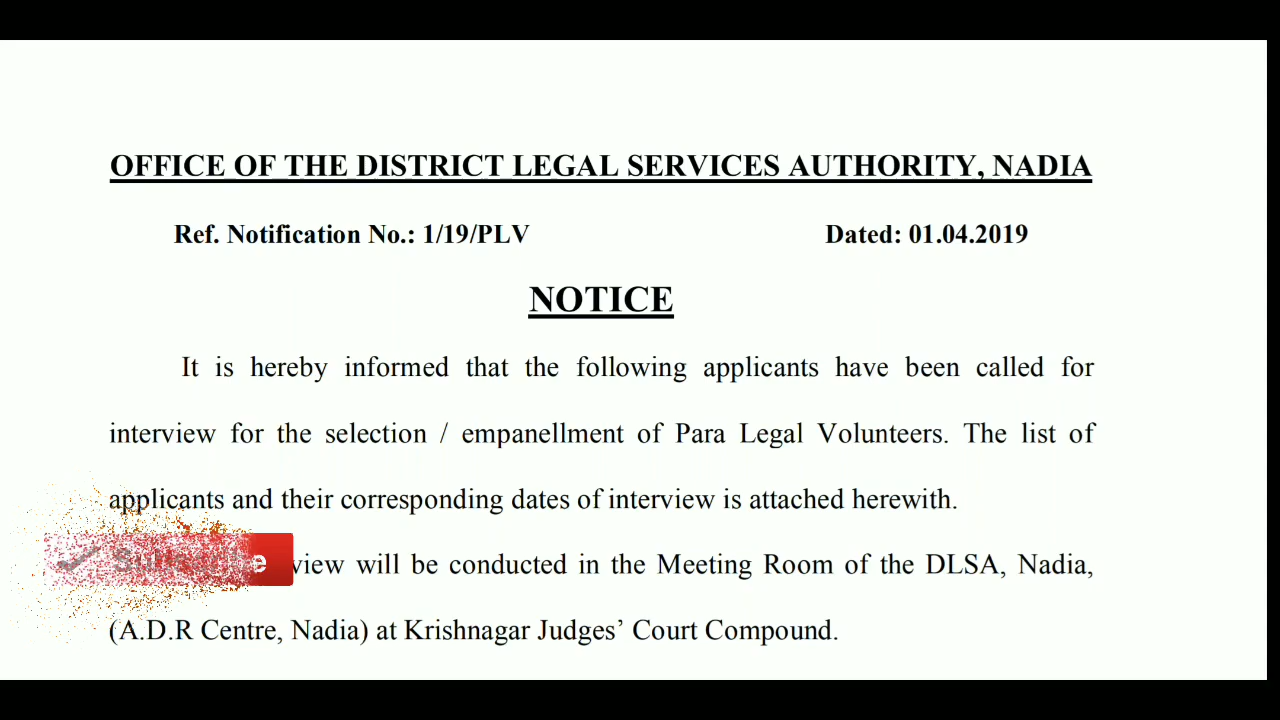 OFFICE OF THE DISTRICT LEGAL SERVICES AUTHORITY, NADIA
Ref. Notification No.: 1/19/PLV Dated: 01.04.2019
NOTICE
It is hereby informed that the following applicants have been called for
interview for the selection / empanellment of Para Legal Volunteers. The list of
applicants and their corresponding dates of interview is attached herewith.
view will be conducted in the Meeting Room of the DLSA, Nadia,
(A.D.R Centre, Nadia) at Krishnagar Judges’ Court Compound.